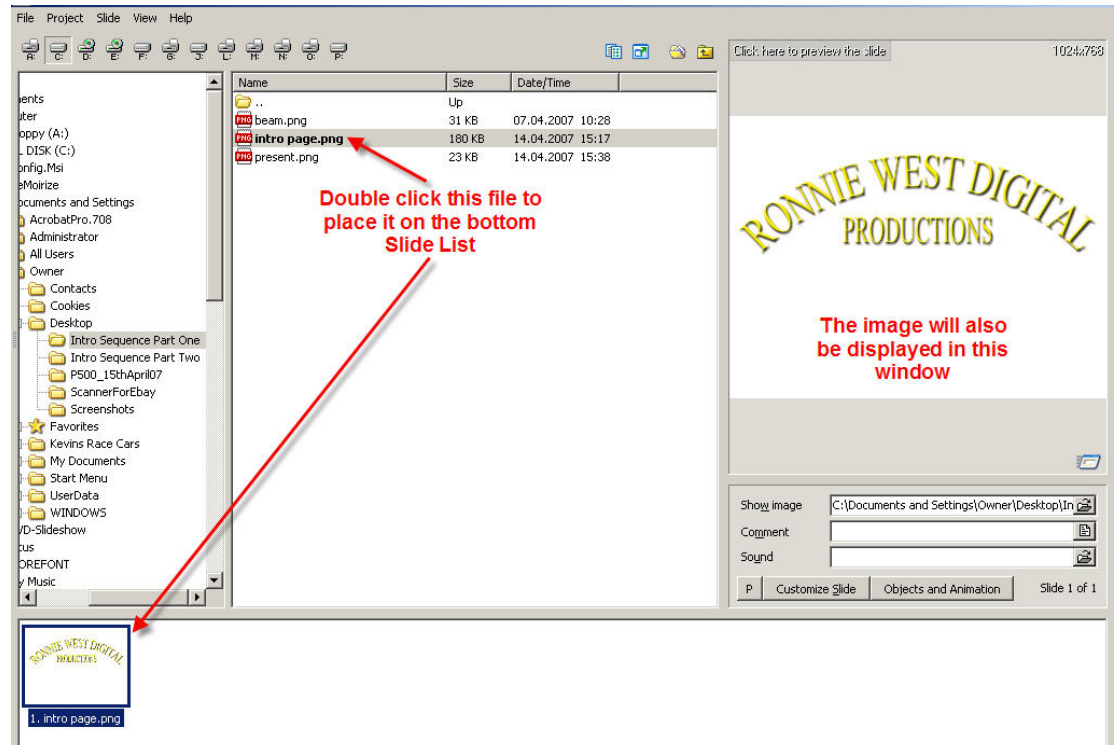 File Project Slide View Help
A: C: D: E: F: G: J: L: M: N: O: P:
Click here to preview the slide 1024x768
ents
uter
oppy (A:)
DISK (C:)
onfig.Msi
eMoirize
ocuments and Settings
AcrobatPro.708
Administrator
All Users
Owner
Contacts
Cookies
Desktop
Intro Sequence Part One
Intro Sequence Part Two
P500_15thApril07
ScannerForEbay
Screenshots
Favorites
Kevins Race Cars
My Documents
Start Menu
UserData
WINDOWS
VD-Slideshow
cus
OREFONT
y Music
Name Size Date/Time
.. Up
PNG beam.png 31 KB 07.04.2007 10:28
PNG intro page.png 180 KB 14.04.2007 15:17
PNG present.png 23 KB 14.04.2007 15:38
Double click this file to
place it on the bottom
Slide List
RONNIE WEST DIGITAL
PRODUCTIONS
The image will also
be displayed in this
window
Show image C:\Documents and Settings\Owner\Desktop\In
Comment
Sound
P Customize Slide Objects and Animation Slide 1 of 1
RONNIE WEST DIGITAL
PRODUCTIONS
1. intro page.png